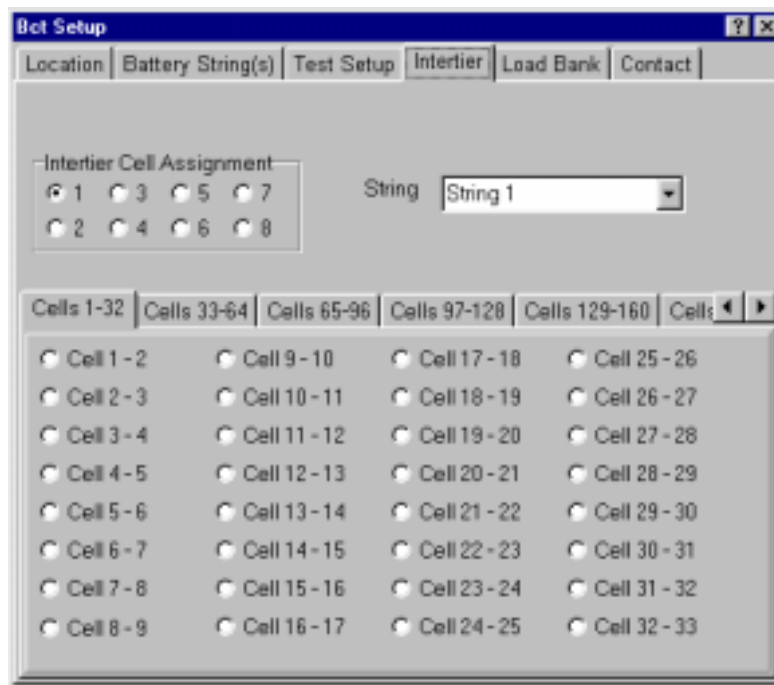 Bct Setup
Location Battery String(s) Test Setup Intertier Load Bank Contact
Intertier Cell Assignment
1 3 5 7
2 4 6 8
String String 1
Cells 1-32 Cells 33-64 Cells 65-96 Cells 97-128 Cells 129-160 Cells
Cell 1 - 2 Cell 9 - 10 Cell 17 - 18 Cell 25 - 26
Cell 2 - 3 Cell 10 - 11 Cell 18 - 19 Cell 26 - 27
Cell 3 - 4 Cell 11 - 12 Cell 19 - 20 Cell 27 - 28
Cell 4 - 5 Cell 12 - 13 Cell 20 - 21 Cell 28 - 29
Cell 5 - 6 Cell 13 - 14 Cell 21 - 22 Cell 29 - 30
Cell 6 - 7 Cell 14 - 15 Cell 22 - 23 Cell 30 - 31
Cell 7 - 8 Cell 15 - 16 Cell 23 - 24 Cell 31 - 32
Cell 8 - 9 Cell 16 - 17 Cell 24 - 25 Cell 32 - 33